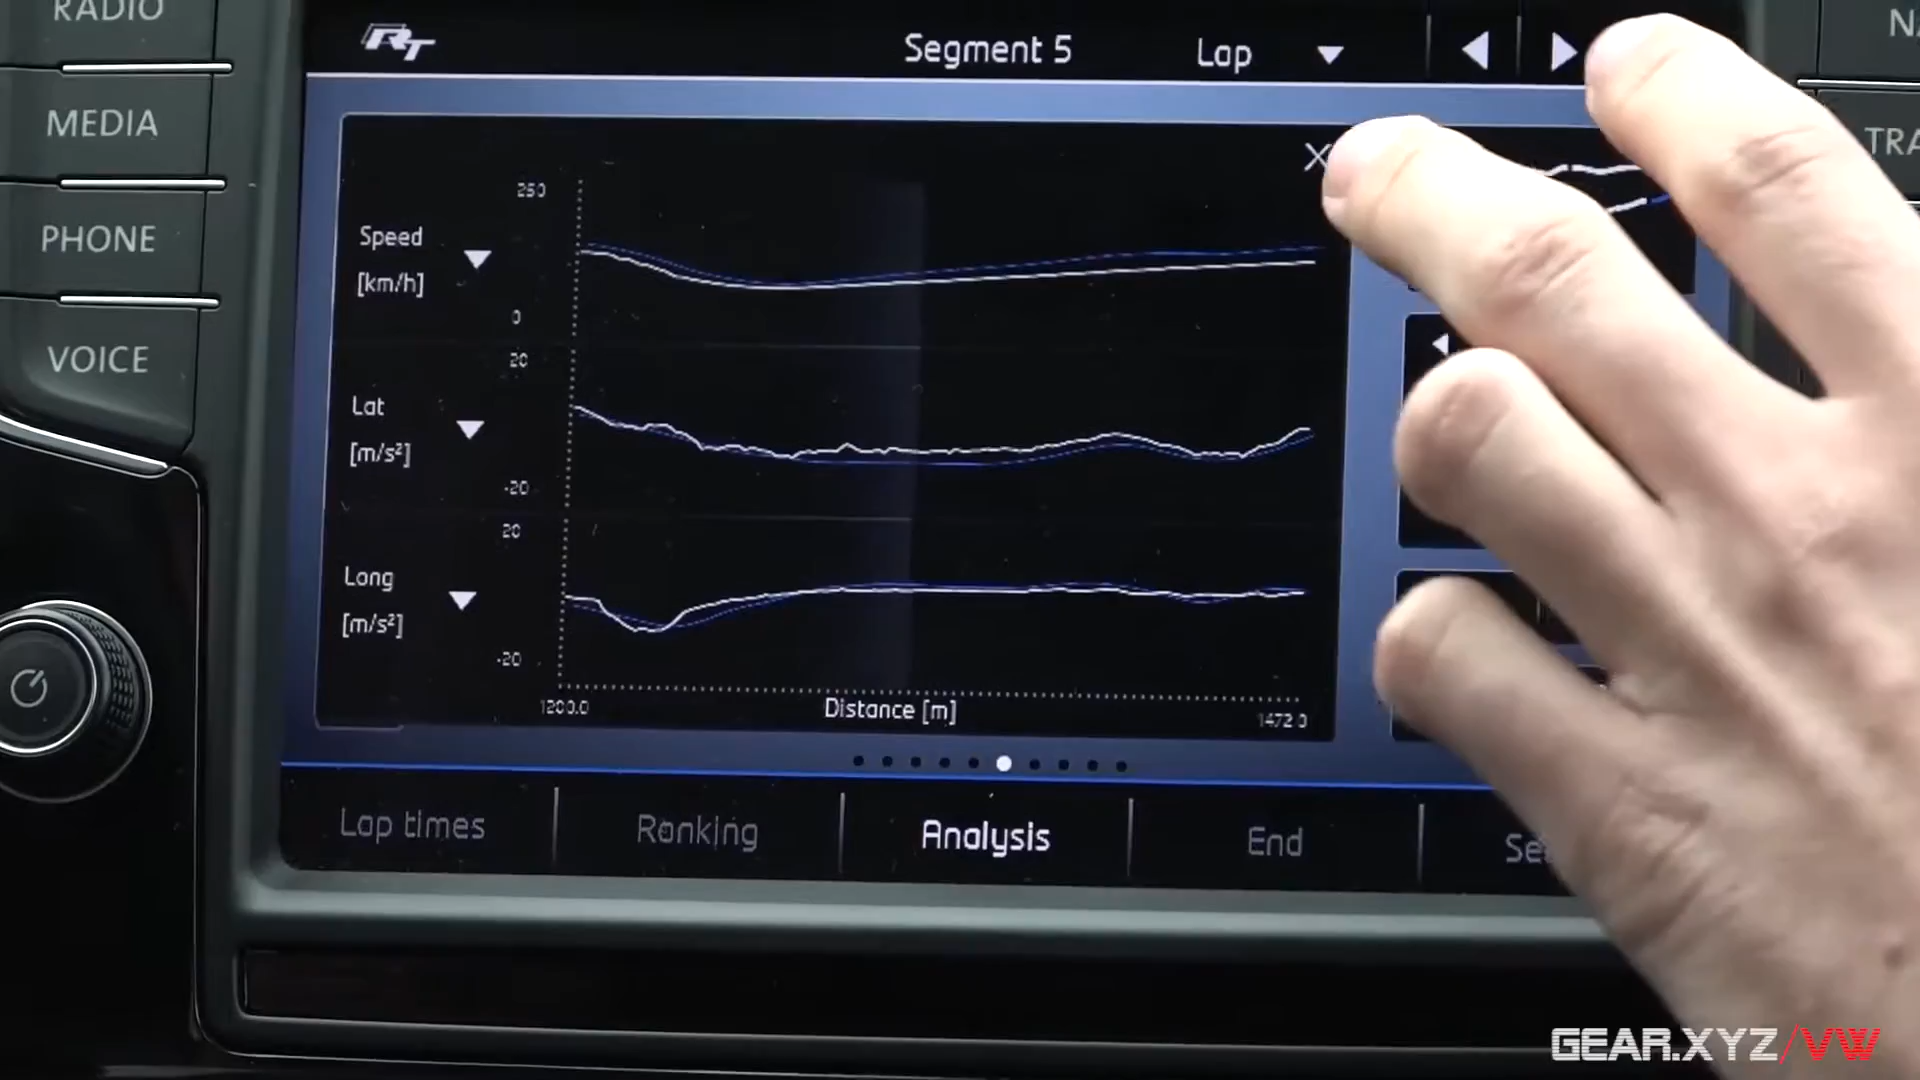 RADIO
MEDIA
PHONE
VOICE
RT
Segment 5
Lap
X
Speed
[km/h]
250
0
Lat
[m/s²]
20
-20
Long
[m/s²]
20
-20
1200.0
Distance [m]
1472.0
Lap times
Ranking
Analysis
End
GEAR.XYZ/VW